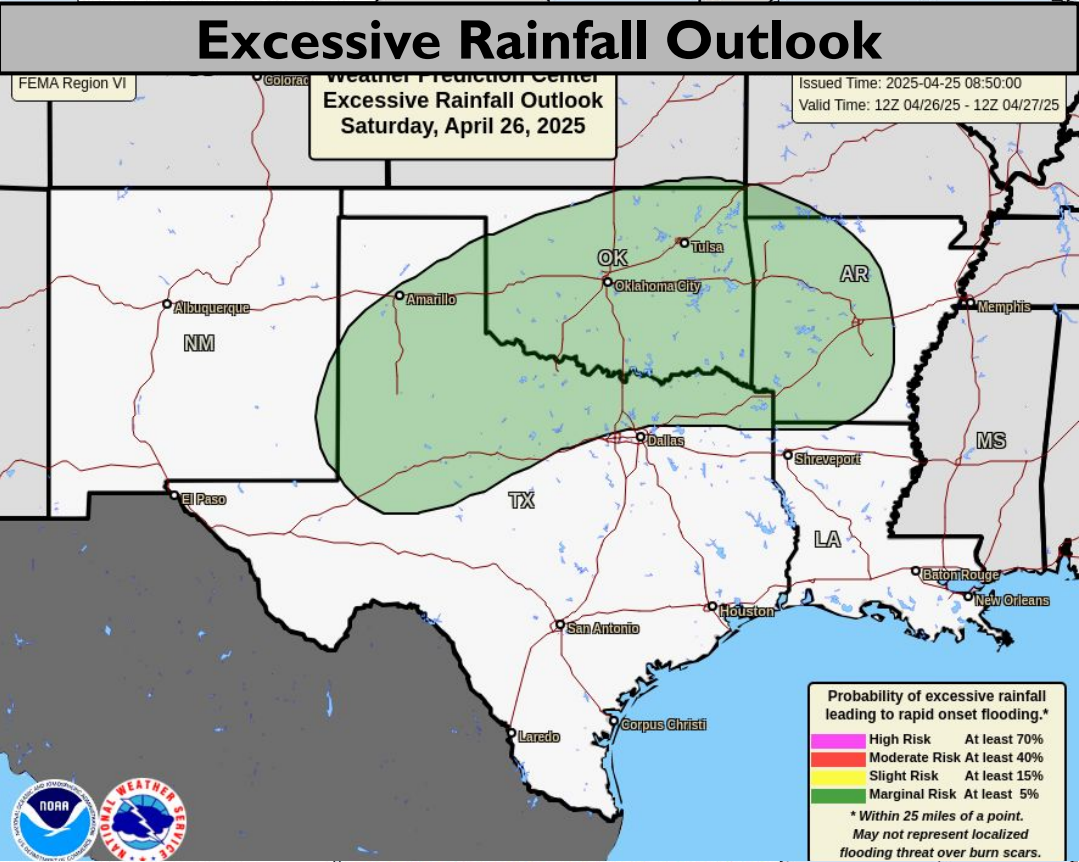 Excessive Rainfall Outlook
FEMA Region VI
Weather Prediction Center
Excessive Rainfall Outlook
Saturday, April 26, 2025
Issued Time: 2025-04-25 08:50:00
Valid Time: 12Z 04/26/25 - 12Z 04/27/25
Colorad
Tulsa
OK
Oklahoma City
AR
Amarillo
Albuquerque
Memphis
NM
Dallas
MS
Shreveport
El Paso
TX
LA
Baton Rouge
New Orleans
Houston
San Antonio
Corpus Christi
Laredo
Probability of excessive rainfall
leading to rapid onset flooding.*
High Risk At least 70%
Moderate Risk At least 40%
Slight Risk At least 15%
Marginal Risk At least 5%
* Within 25 miles of a point.
May not represent localized
flooding threat over burn scars.
NOAA
NATIONAL WEATHER SERVICE